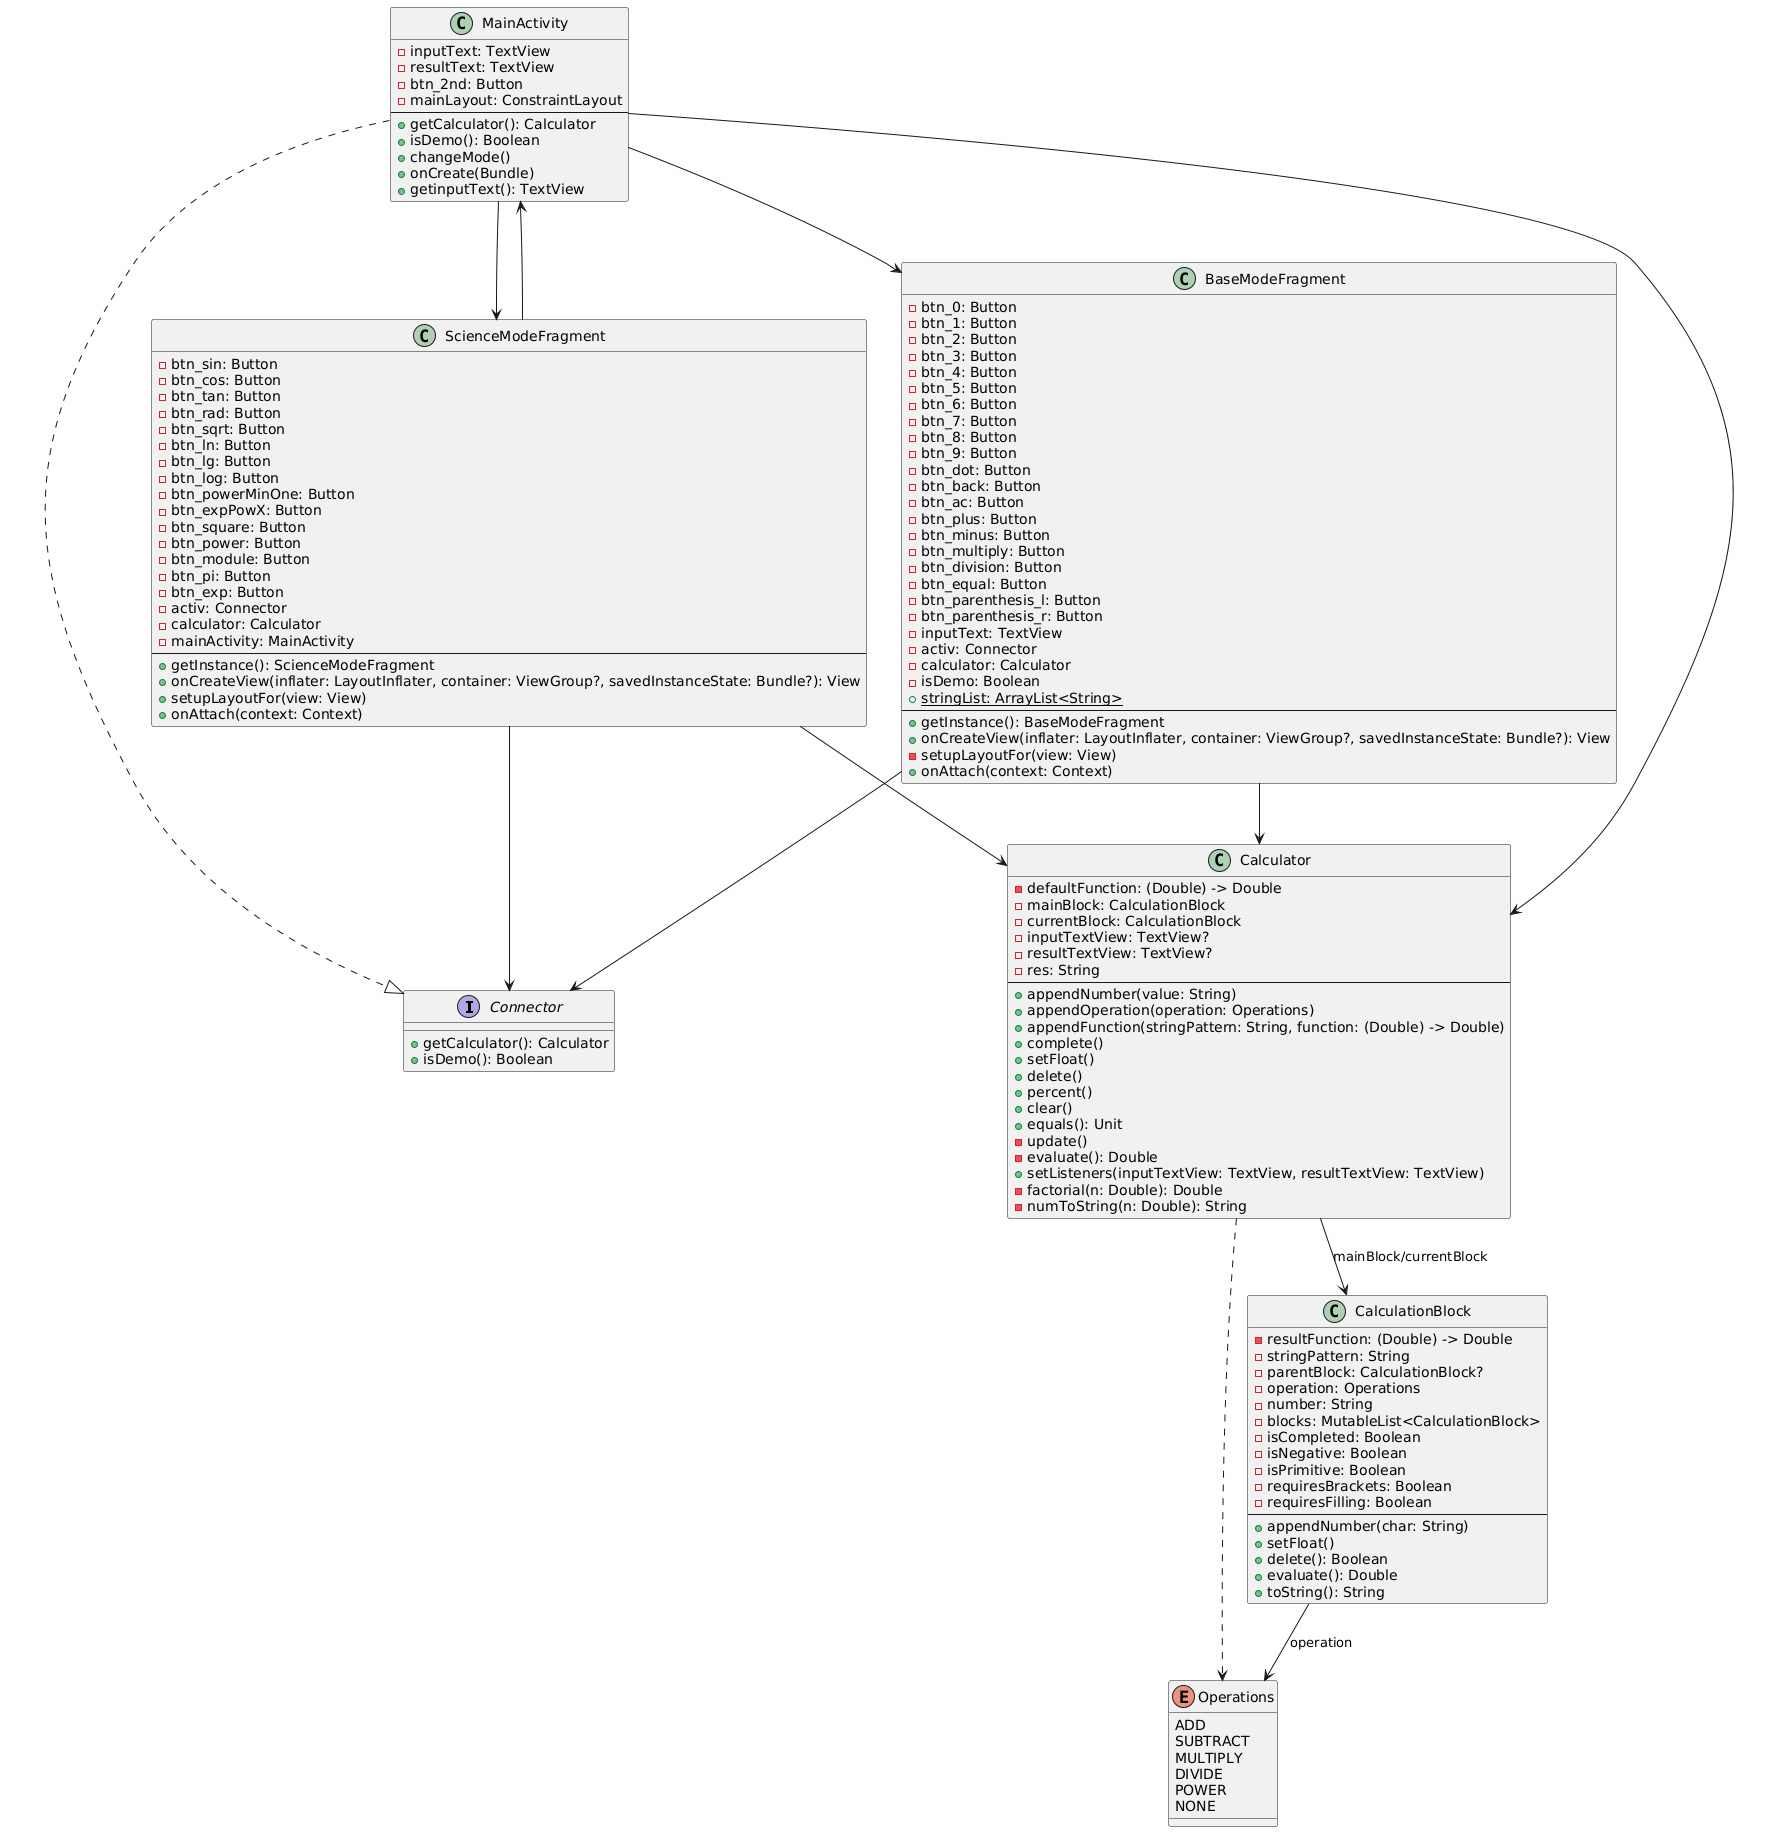 C MainActivity
inputText: TextView
resultText: TextView
btn_2nd: Button
mainLayout: ConstraintLayout
getCalculator(): Calculator
isDemo(): Boolean
changeMode()
onCreate(Bundle)
getinputText(): TextView
C ScienceModeFragment
btn_sin: Button
btn_cos: Button
btn_tan: Button
btn_rad: Button
btn_sqrt: Button
btn_ln: Button
btn_lg: Button
btn_log: Button
btn_powerMinOne: Button
btn_expPowX: Button
btn_square: Button
btn_power: Button
btn_module: Button
btn_pi: Button
btn_exp: Button
activ: Connector
calculator: Calculator
mainActivity: MainActivity
getInstance(): ScienceModeFragment
onCreateView(inflater: LayoutInflater, container: ViewGroup?, savedInstanceState: Bundle?): View
setupLayoutFor(view: View)
onAttach(context: Context)
C BaseModeFragment
btn_0: Button
btn_1: Button
btn_2: Button
btn_3: Button
btn_4: Button
btn_5: Button
btn_6: Button
btn_7: Button
btn_8: Button
btn_9: Button
btn_dot: Button
btn_back: Button
btn_ac: Button
btn_plus: Button
btn_minus: Button
btn_multiply: Button
btn_division: Button
btn_equal: Button
btn_parenthesis_l: Button
btn_parenthesis_r: Button
inputText: TextView
activ: Connector
calculator: Calculator
isDemo: Boolean
stringList: ArrayList<String>
getInstance(): BaseModeFragment
onCreateView(inflater: LayoutInflater, container: ViewGroup?, savedInstanceState: Bundle?): View
setupLayoutFor(view: View)
onAttach(context: Context)
I Connector
getCalculator(): Calculator
isDemo(): Boolean
C Calculator
defaultFunction: (Double) -> Double
mainBlock: CalculationBlock
currentBlock: CalculationBlock
inputTextView: TextView?
resultTextView: TextView?
res: String
appendNumber(value: String)
appendOperation(operation: Operations)
appendFunction(stringPattern: String, function: (Double) -> Double)
complete()
setFloat()
delete()
percent()
clear()
equals(): Unit
update()
evaluate(): Double
setListeners(inputTextView: TextView, resultTextView: TextView)
factorial(n: Double): Double
numToString(n: Double): String
mainBlock/currentBlock
C CalculationBlock
resultFunction: (Double) -> Double
stringPattern: String
parentBlock: CalculationBlock?
operation: Operations
number: String
blocks: MutableList<CalculationBlock>
isCompleted: Boolean
isNegative: Boolean
isPrimitive: Boolean
requiresBrackets: Boolean
requiresFilling: Boolean
appendNumber(char: String)
setFloat()
delete(): Boolean
evaluate(): Double
toString(): String
operation
E Operations
ADD
SUBTRACT
MULTIPLY
DIVIDE
POWER
NONE